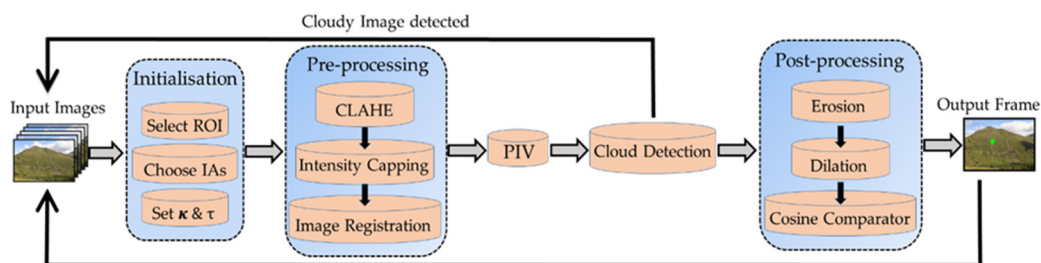 Cloudy Image detected
Input Images
Initialisation
Select ROI
Choose IAs
Set κ & τ
Pre-processing
CLAHE
Intensity Capping
Image Registration
PIV
Cloud Detection
Post-processing
Erosion
Dilation
Cosine Comparator
Output Frame